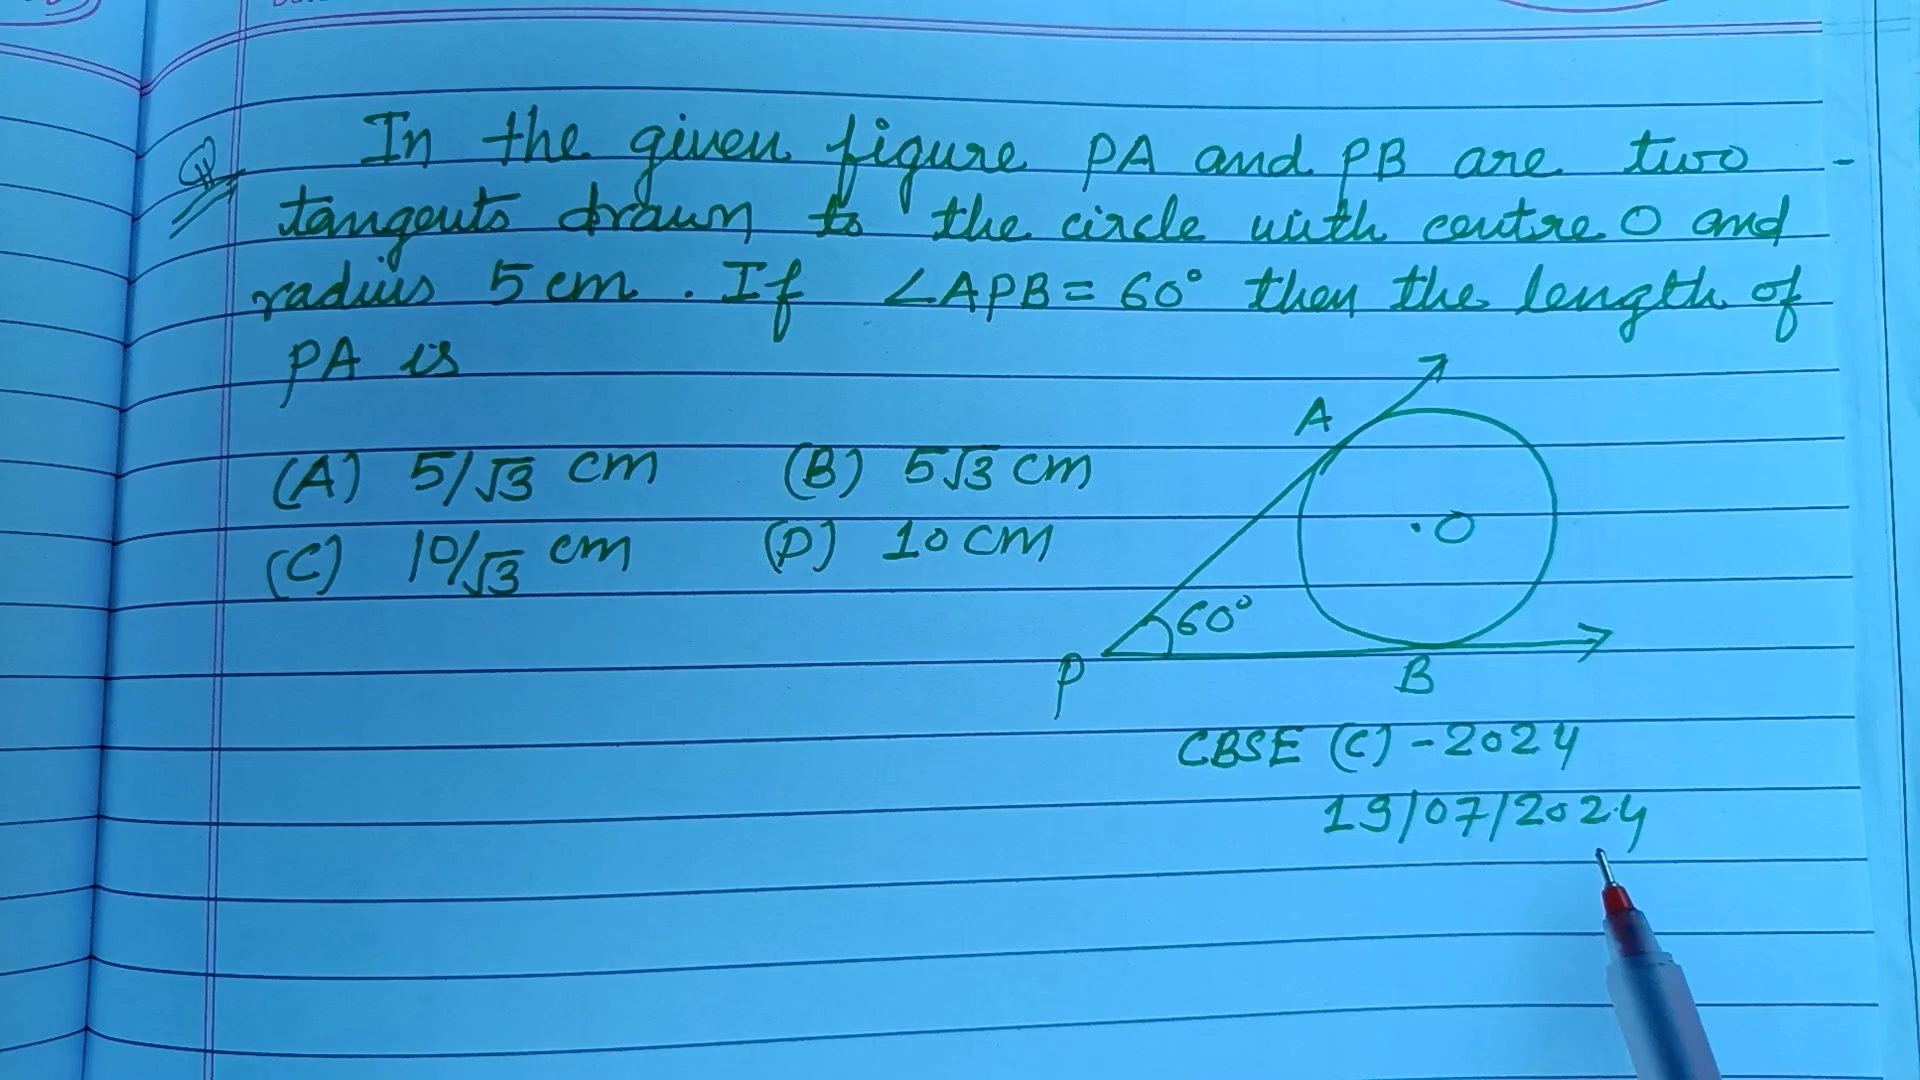 Q In the given figure PA and PB are two -
tangents drawn to the circle with centre O and
radius 5 cm . If ∠APB = 60° then the length of
PA is
(A) 5/√3 cm (B) 5√3 cm
(C) 10/√3 cm (D) 10 cm
A
.O
60°
P
B
CBSE (C) - 2024
19/07/2024